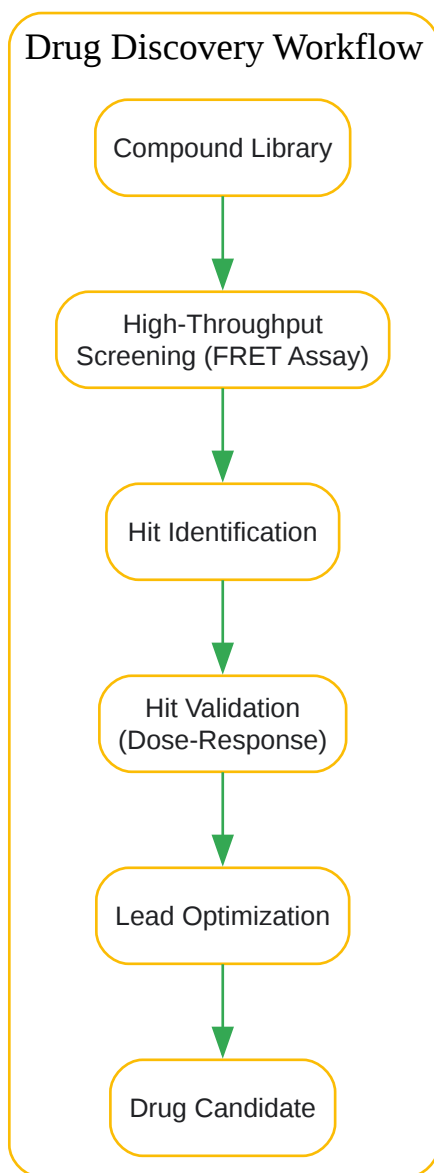 Drug Discovery Workflow
Compound Library
High-Throughput
Screening (FRET Assay)
Hit Identification
Hit Validation
(Dose-Response)
Lead Optimization
Drug Candidate